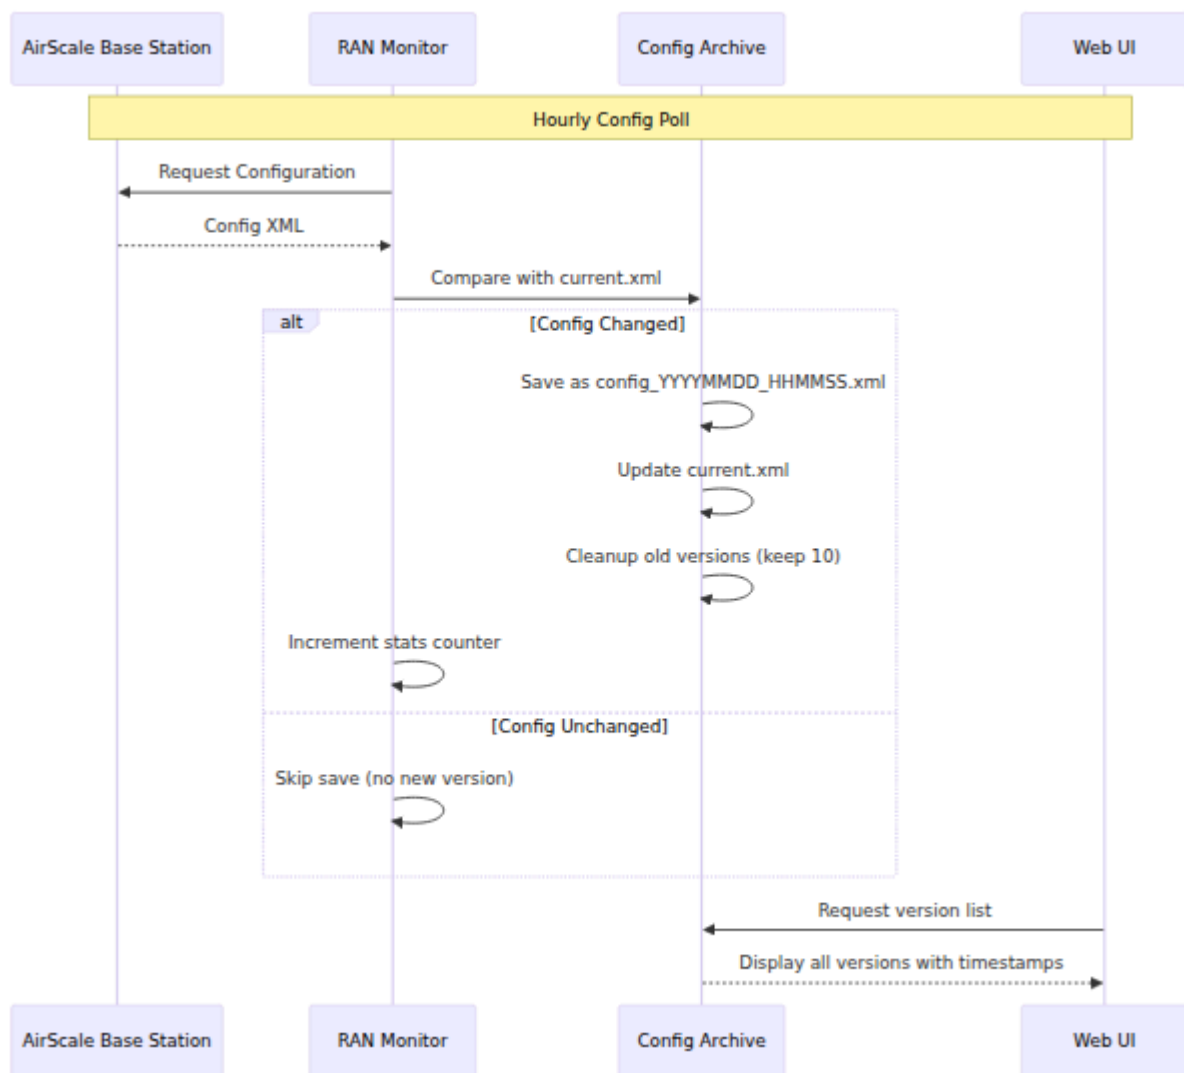 AirScale Base Station
RAN Monitor
Config Archive
Web UI
Hourly Config Poll
Request Configuration
Config XML
Compare with current.xml
alt
[Config Changed]
Save as config_YYYYMMDD_HHMMSS.xml
Update current.xml
Cleanup old versions (keep 10)
Increment stats counter
[Config Unchanged]
Skip save (no new version)
Request version list
Display all versions with timestamps
AirScale Base Station
RAN Monitor
Config Archive
Web UI